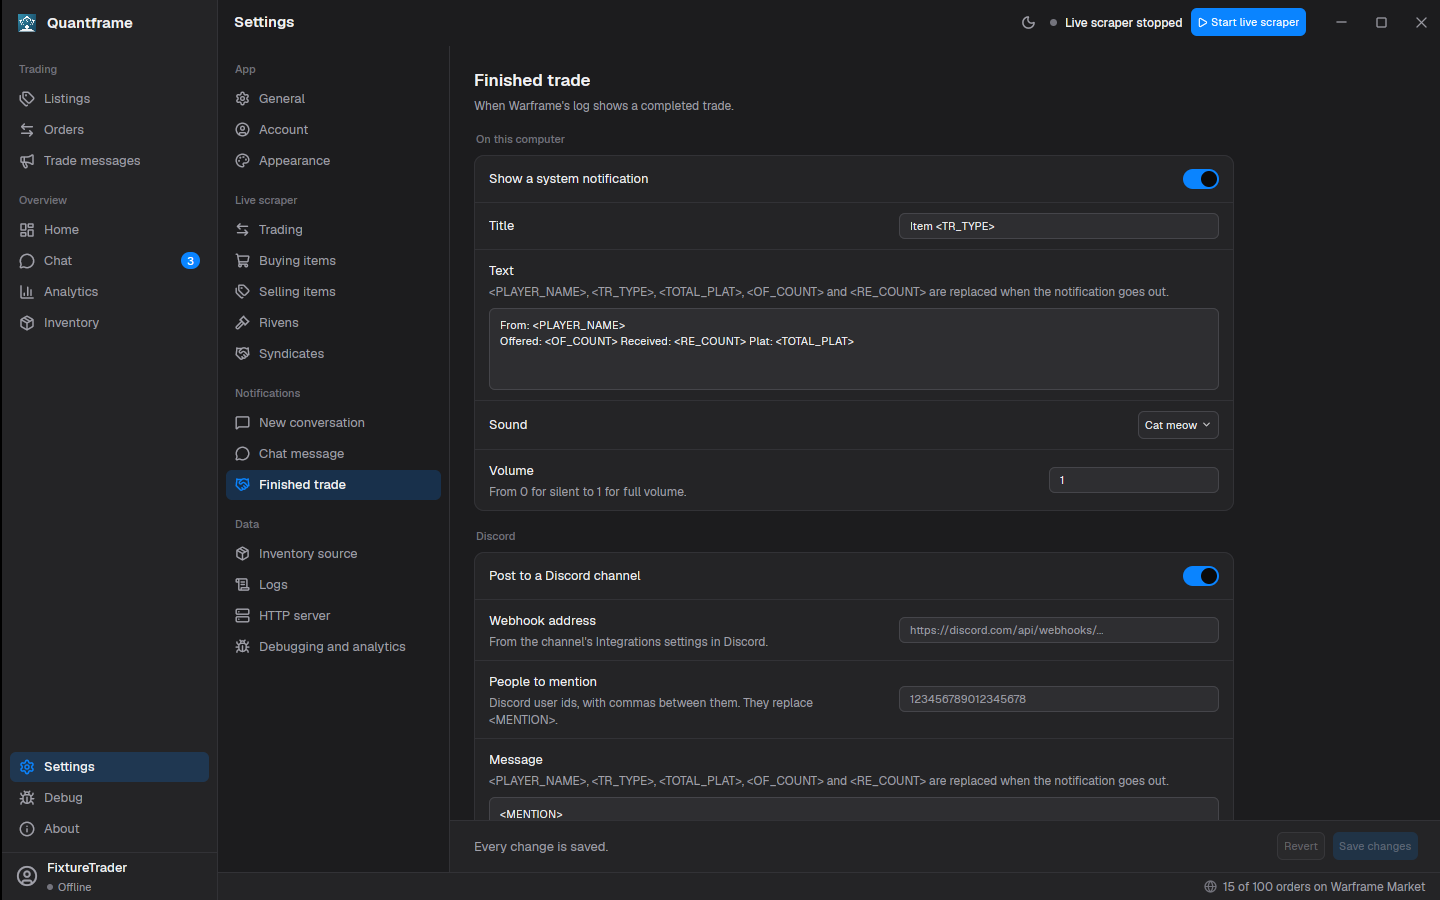 Quantframe
Settings
Live scraper stopped
Start live scraper
Trading
Listings
Orders
Trade messages
Overview
Home
Chat
3
Analytics
Inventory
Settings
Debug
About
FixtureTrader
Offline
App
General
Account
Appearance
Live scraper
Trading
Buying items
Selling items
Rivens
Syndicates
Notifications
New conversation
Chat message
Finished trade
Data
Inventory source
Logs
HTTP server
Debugging and analytics
Finished trade
When Warframe's log shows a completed trade.
On this computer
Show a system notification
Title
Item <TR_TYPE>
Text
<PLAYER_NAME>, <TR_TYPE>, <TOTAL_PLAT>, <OF_COUNT> and <RE_COUNT> are replaced when the notification goes out.
From: <PLAYER_NAME>
Offered: <OF_COUNT> Received: <RE_COUNT> Plat: <TOTAL_PLAT>
Sound
Cat meow
Volume
From 0 for silent to 1 for full volume.
1
Discord
Post to a Discord channel
Webhook address
From the channel's Integrations settings in Discord.
https://discord.com/api/webhooks/...
People to mention
Discord user ids, with commas between them. They replace
<MENTION>.
123456789012345678
Message
<PLAYER_NAME>, <TR_TYPE>, <TOTAL_PLAT>, <OF_COUNT> and <RE_COUNT> are replaced when the notification goes out.
<MENTION>
Every change is saved.
Revert
Save changes
15 of 100 orders on Warframe Market